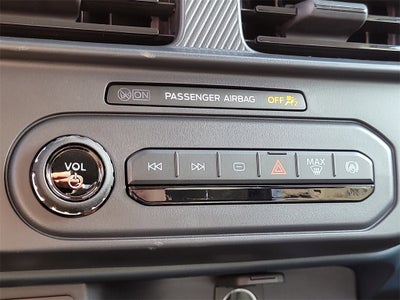 ON PASSENGER AIRBAG OFF
VOL
MAX